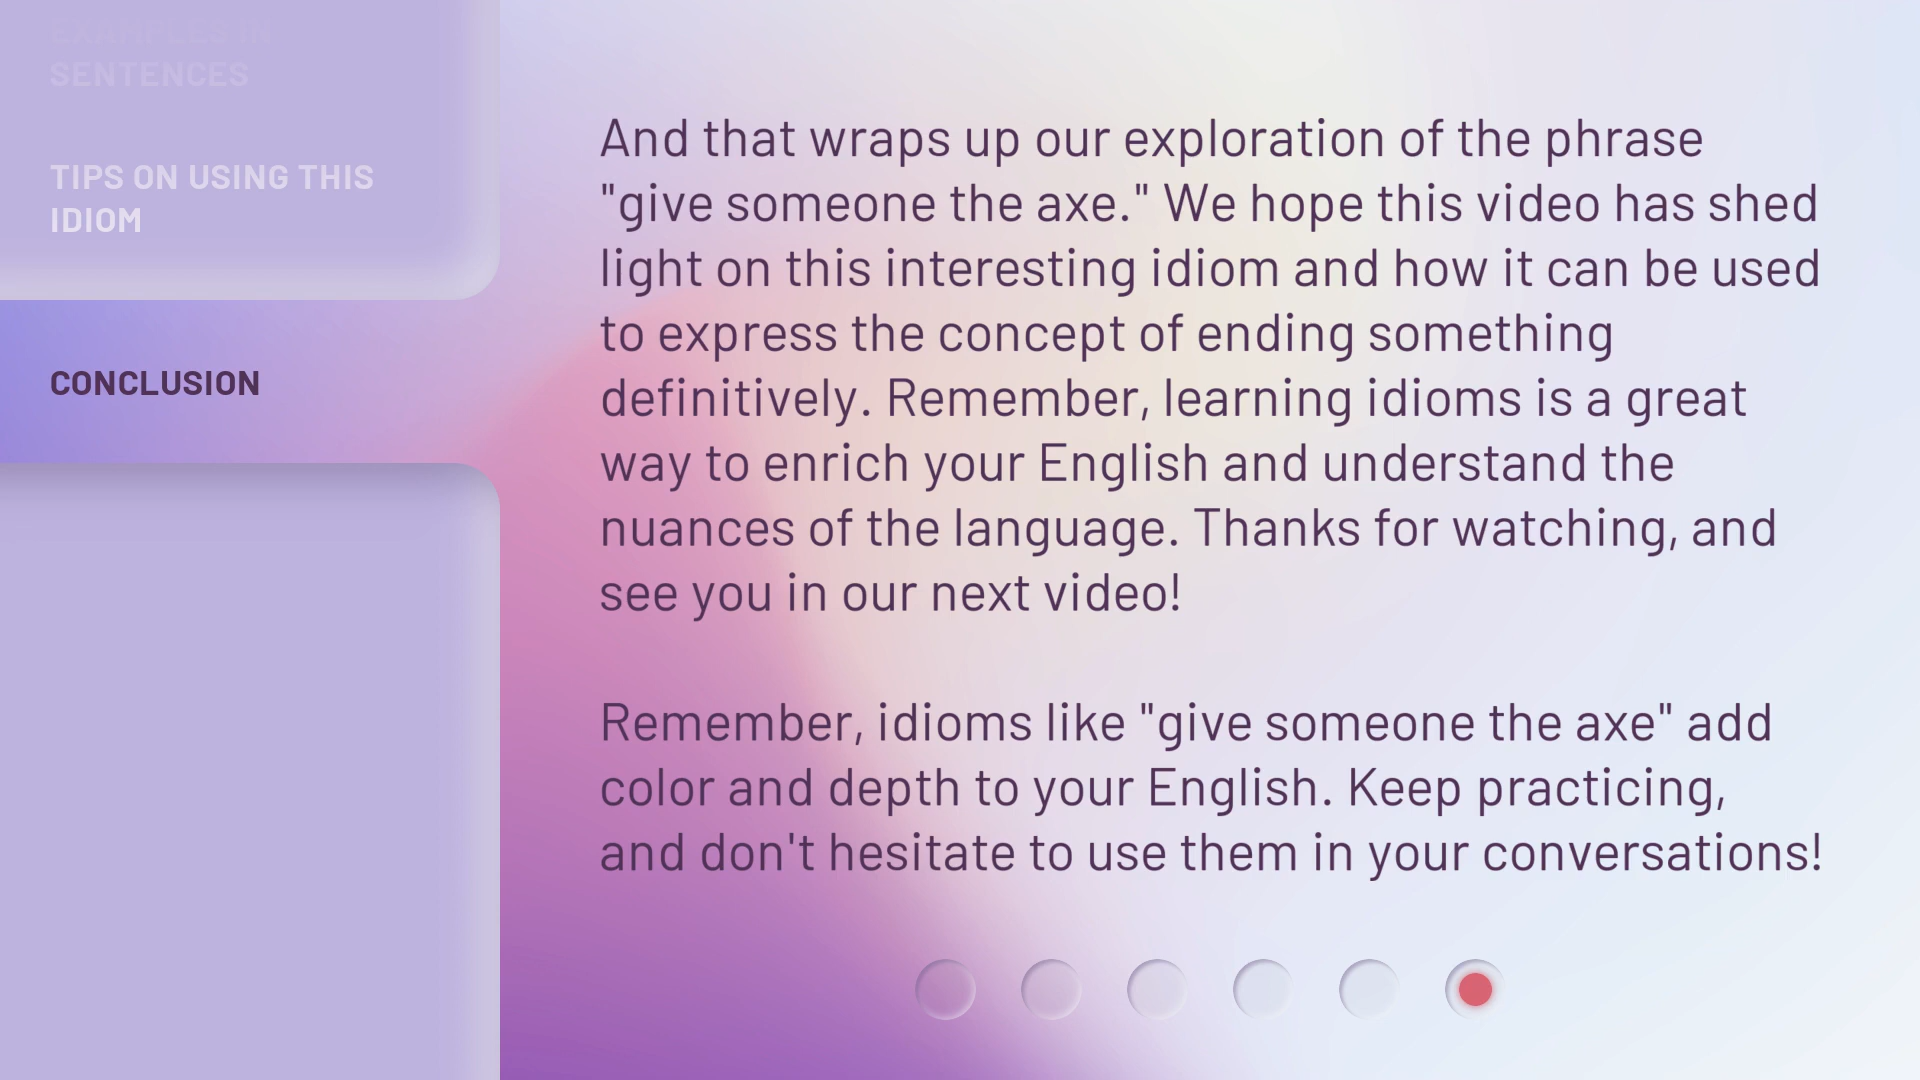 EXAMPLES IN
SENTENCES
TIPS ON USING THIS
IDIOM
CONCLUSION
And that wraps up our exploration of the phrase
"give someone the axe." We hope this video has shed
light on this interesting idiom and how it can be used
to express the concept of ending something
definitively. Remember, learning idioms is a great
way to enrich your English and understand the
nuances of the language. Thanks for watching, and
see you in our next video!
Remember, idioms like "give someone the axe" add
color and depth to your English. Keep practicing,
and don't hesitate to use them in your conversations!